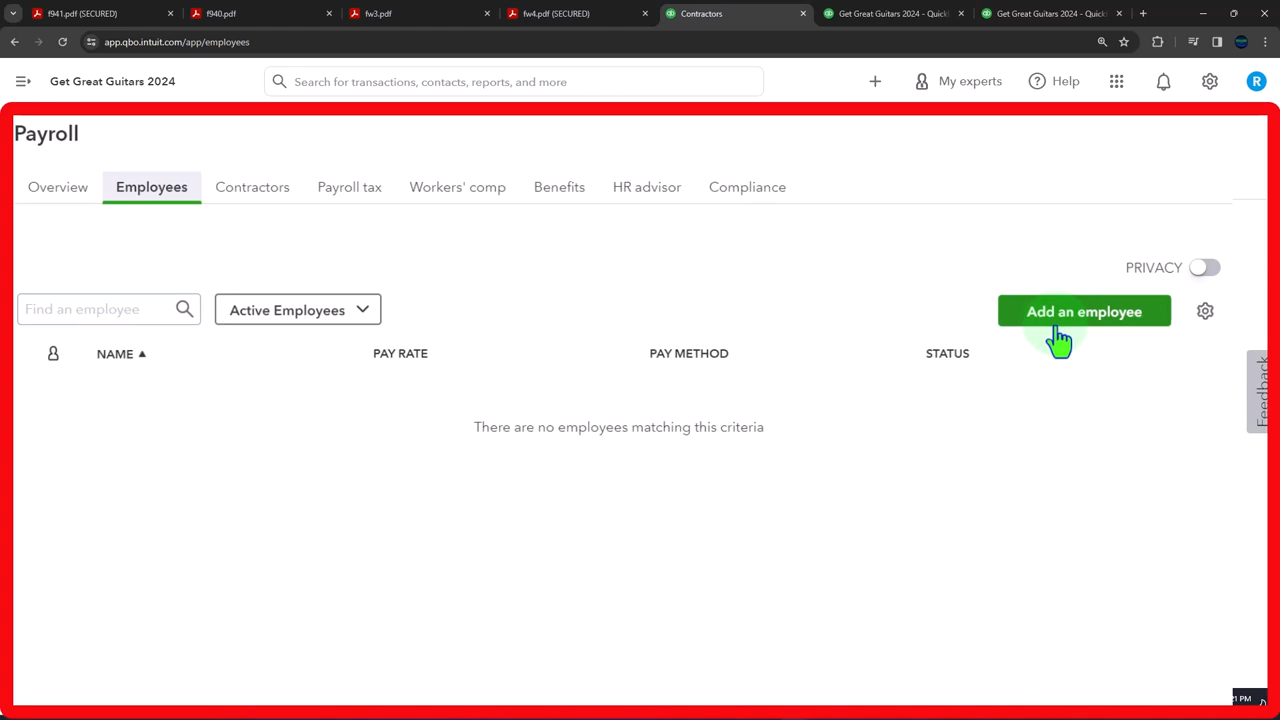 f941.pdf (SECURED)
f940.pdf
fw3.pdf
fw4.pdf (SECURED)
Contractors
Get Great Guitars 2024 – Quick
Get Great Guitars 2024 – Quick
app.qbo.intuit.com/app/employees
Get Great Guitars 2024
Search for transactions, contacts, reports, and more
My experts
Help
R
Payroll
Overview
Employees
Contractors
Payroll tax
Workers' comp
Benefits
HR advisor
Compliance
PRIVACY
Find an employee
Active Employees
Add an employee
NAME
PAY RATE
PAY METHOD
STATUS
Feedback
There are no employees matching this criteria
PM